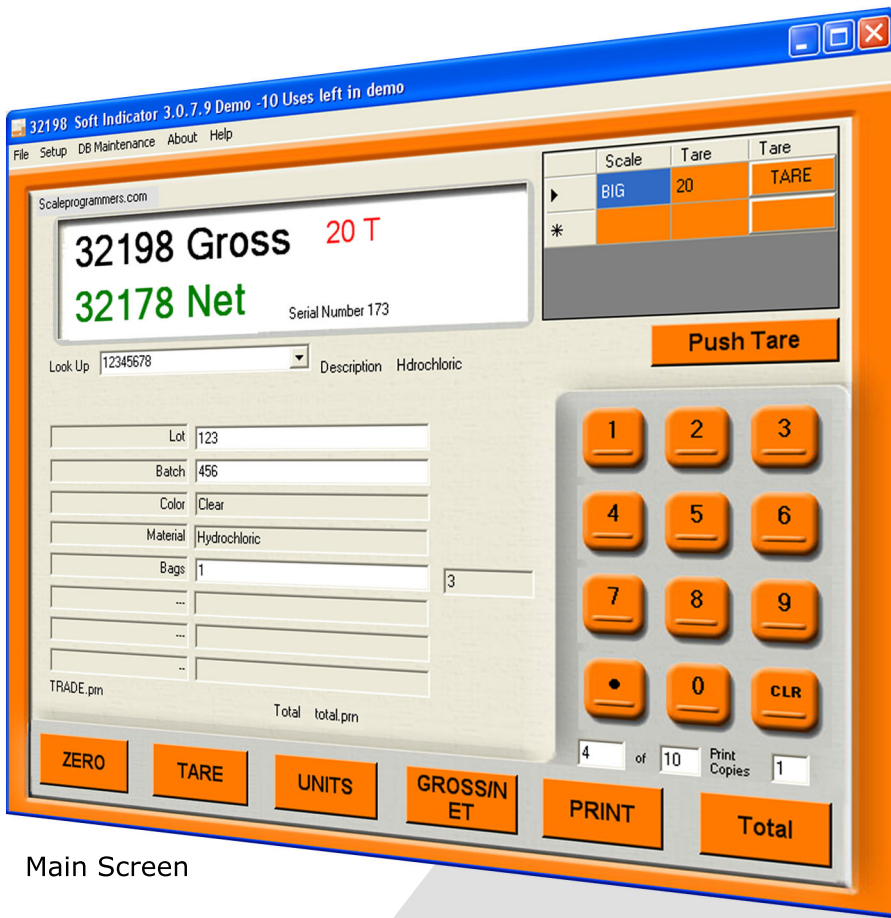 32198 Soft Indicator 3.0.7.9 Demo -10 Uses left in demo
File Setup DB Maintenance About Help
Scaleprogrammers.com
32198 Gross 20 T
32178 Net Serial Number 173
Scale Tare Tare
BIG 20 TARE
Push Tare
Look Up 12345678 Description Hdrochloric
Lot 123
Batch 456
Color Clear
Material Hydrochloric
Bags 1 3
---
---
--
TRADE.prn
Total total.prn
1 2 3
4 5 6
7 8 9
• 0 CLR
4 of 10 Print Copies 1
ZERO TARE UNITS GROSS/N
ET
PRINT Total
Main Screen